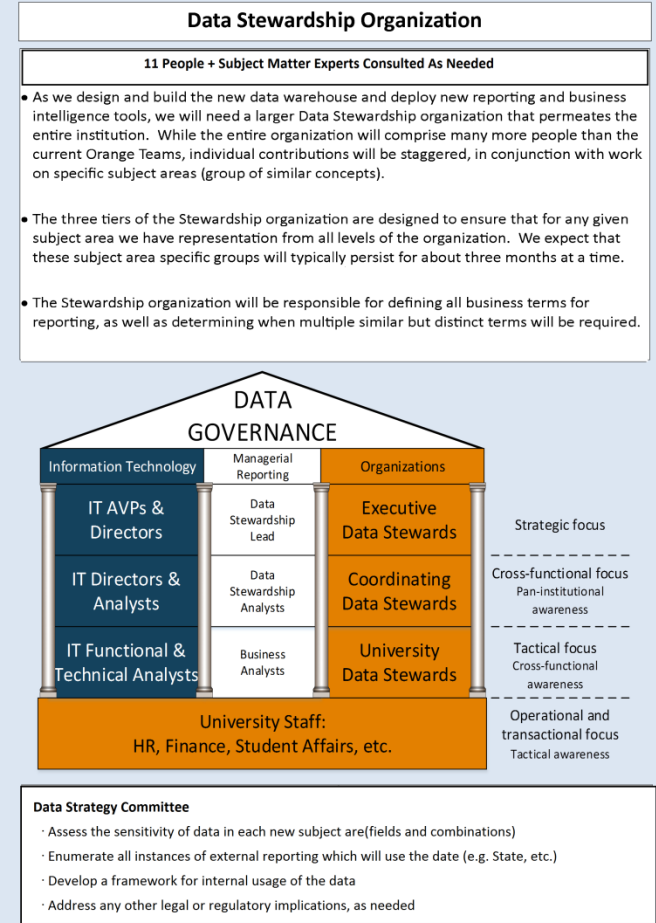 Data Stewardship Organization
11 People + Subject Matter Experts Consulted As Needed
• As we design and build the new data warehouse and deploy new reporting and business
intelligence tools, we will need a larger Data Stewardship organization that permeates the
entire institution.  While the entire organization will comprise many more people than the
current Orange Teams, individual contributions will be staggered, in conjunction with work
on specific subject areas (group of similar concepts).
• The three tiers of the Stewardship organization are designed to ensure that for any given
subject area we have representation from all levels of the organization.  We expect that
these subject area specific groups will typically persist for about three months at a time.
• The Stewardship organization will be responsible for defining all business terms for
reporting, as well as determining when multiple similar but distinct terms will be required.
DATA
GOVERNANCE
Information Technology
Managerial
Reporting
Organizations
IT AVPs &
Directors
Data
Stewardship
Lead
Executive
Data Stewards
Strategic focus
IT Directors &
Analysts
Data
Stewardship
Analysts
Coordinating
Data Stewards
Cross-functional focus
Pan-institutional
awareness
IT Functional &
Technical Analysts
Business
Analysts
University
Data Stewards
Tactical focus
Cross-functional
awareness
University Staff:
HR, Finance, Student Affairs, etc.
Operational and
transactional focus
Tactical awareness
Data Strategy Committee
· Assess the sensitivity of data in each new subject are(fields and combinations)
· Enumerate all instances of external reporting which will use the date (e.g. State, etc.)
· Develop a framework for internal usage of the data
· Address any other legal or regulatory implications, as needed